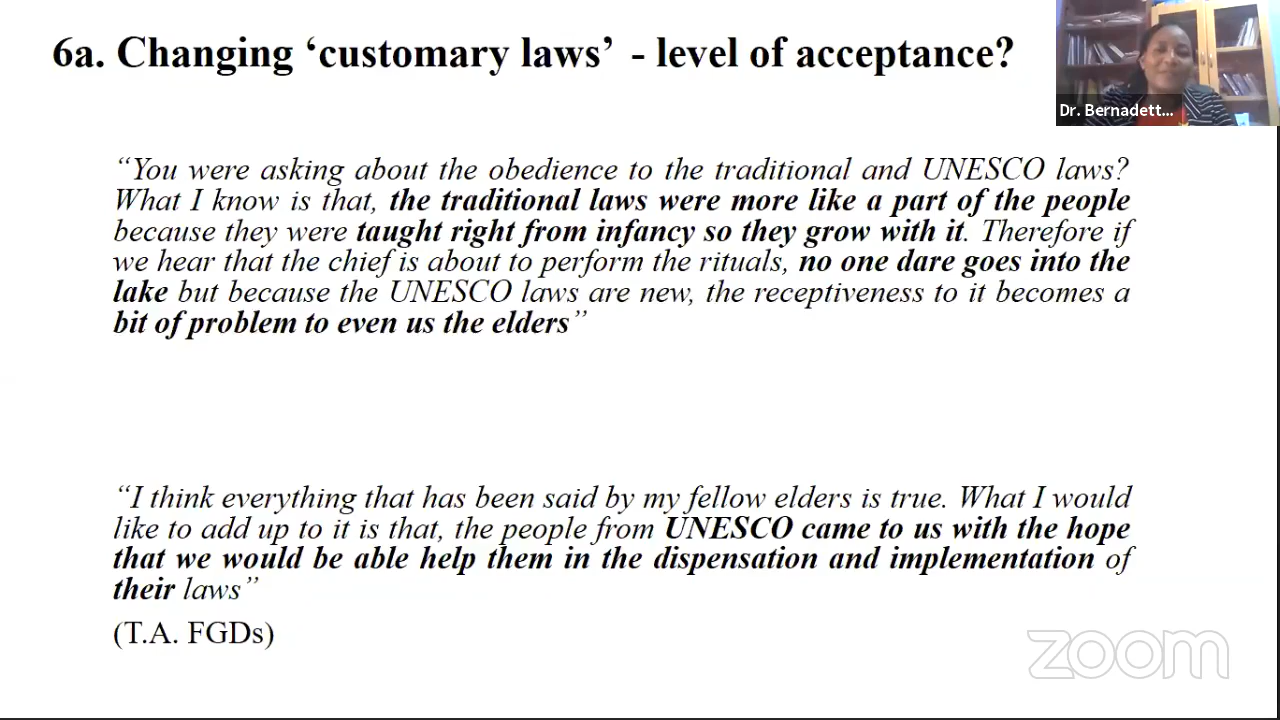 6a. Changing ‘customary laws’ - level of acceptance?
Dr. Bernadett...
“You were asking about the obedience to the traditional and UNESCO laws?
What I know is that, the traditional laws were more like a part of the people
because they were taught right from infancy so they grow with it. Therefore if
we hear that the chief is about to perform the rituals, no one dare goes into the
lake but because the UNESCO laws are new, the receptiveness to it becomes a
bit of problem to even us the elders”
“I think everything that has been said by my fellow elders is true. What I would
like to add up to it is that, the people from UNESCO came to us with the hope
that we would be able help them in the dispensation and implementation of
their laws”
(T.A. FGDs)
zoom